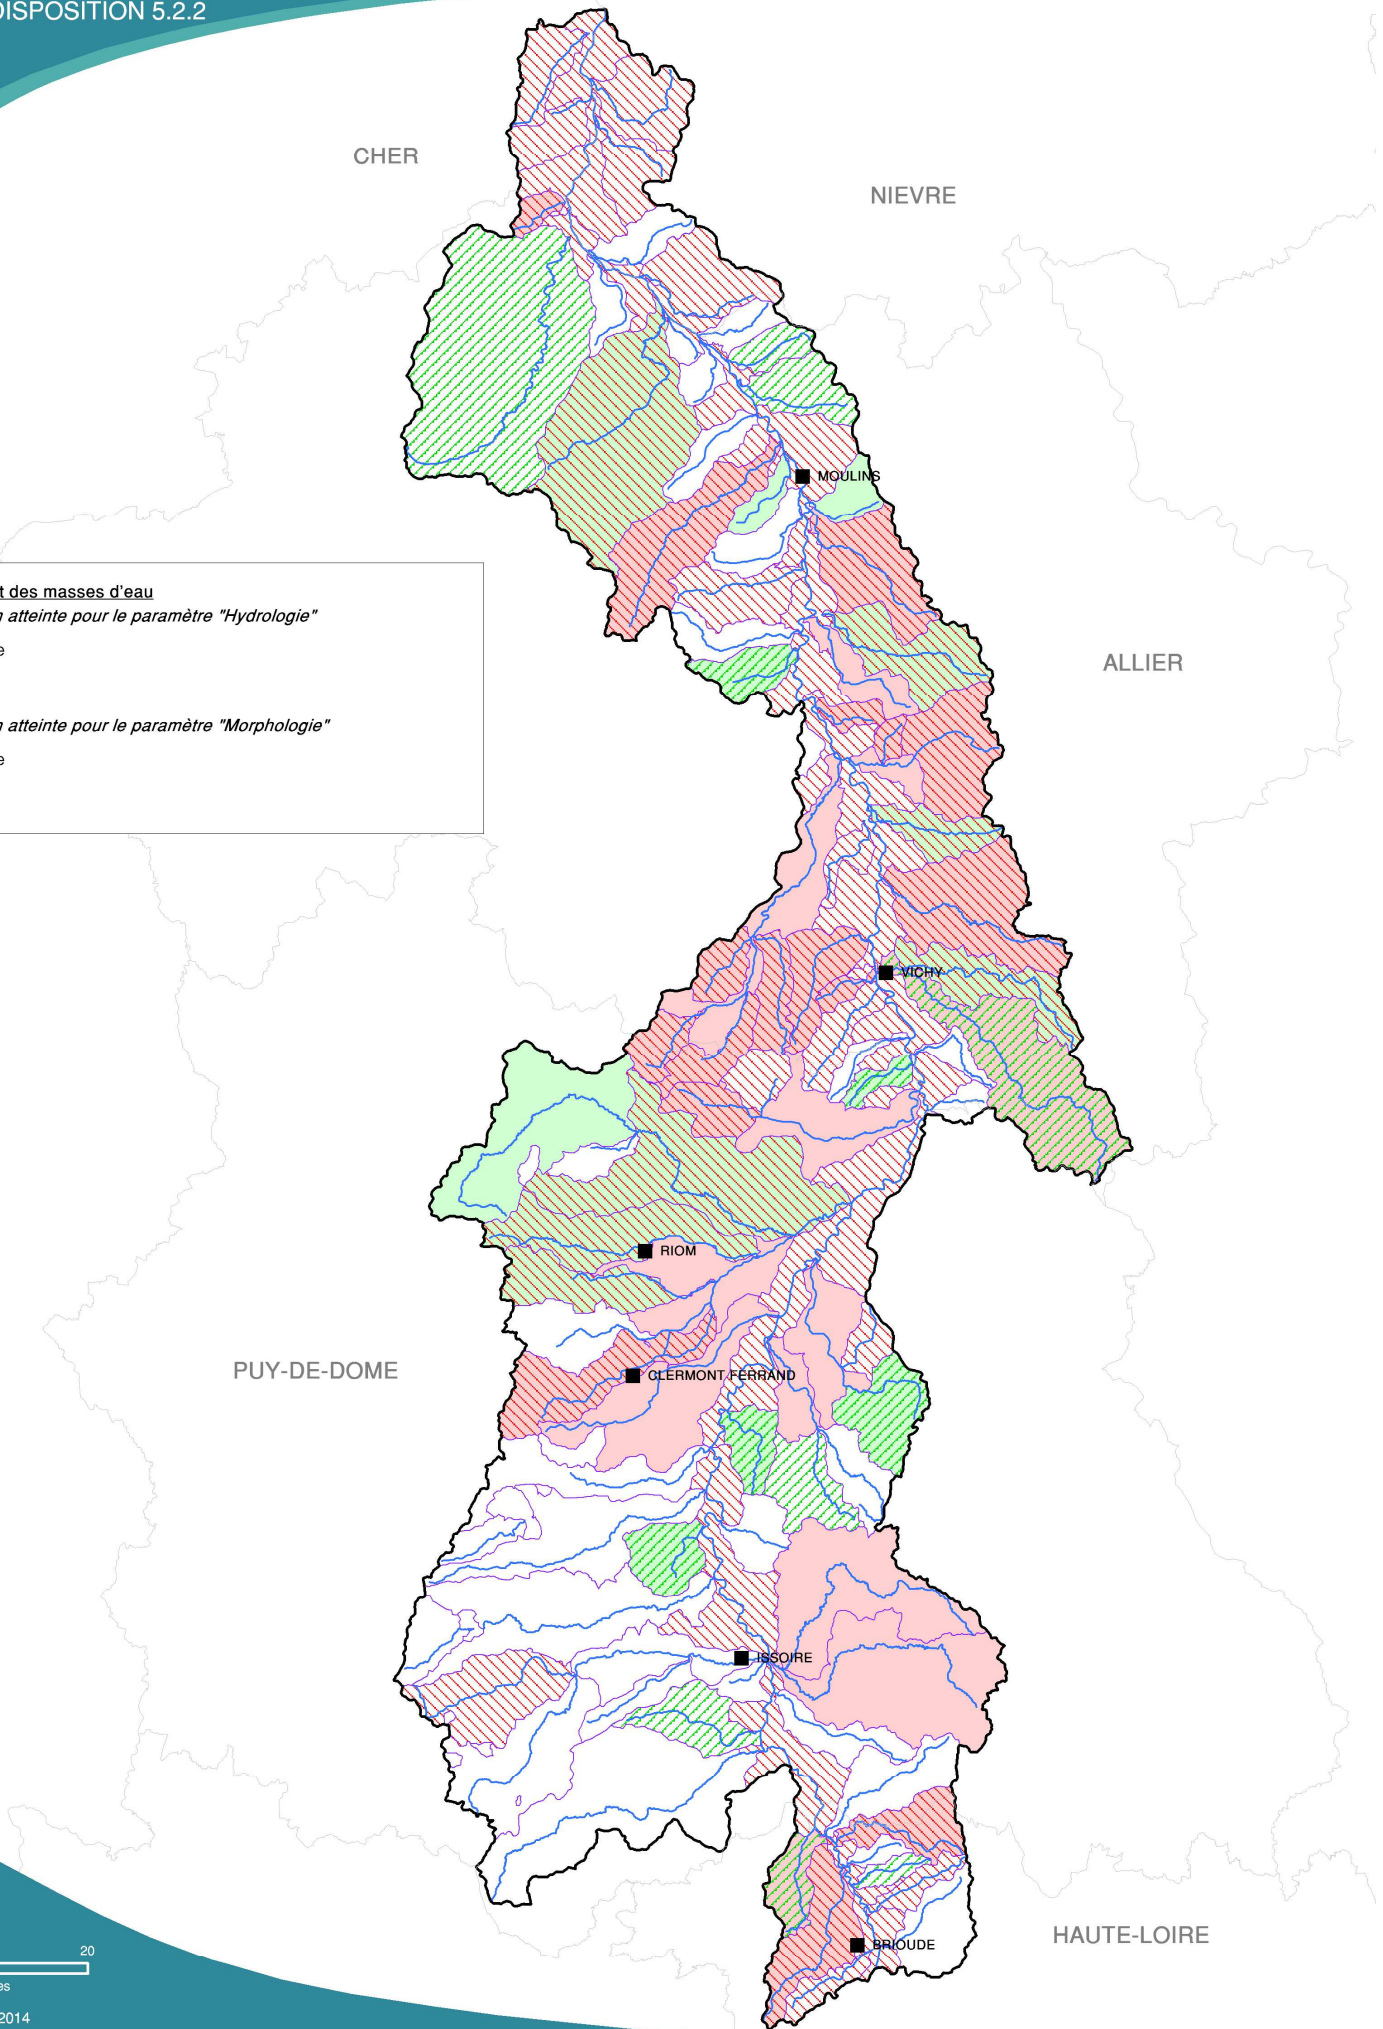 DISPOSITION 5.2.2
CHER
NIEVRE
MOULINS
t des masses d'eau
n atteinte pour le paramètre "Hydrologie"
e
ALLIER
n atteinte pour le paramètre "Morphologie"
e
VICHY
RIOM
PUY-DE-DOME
CLERMONT FERRAND
ISSOIRE
HAUTE-LOIRE
BRIOUDE
20
es
2014